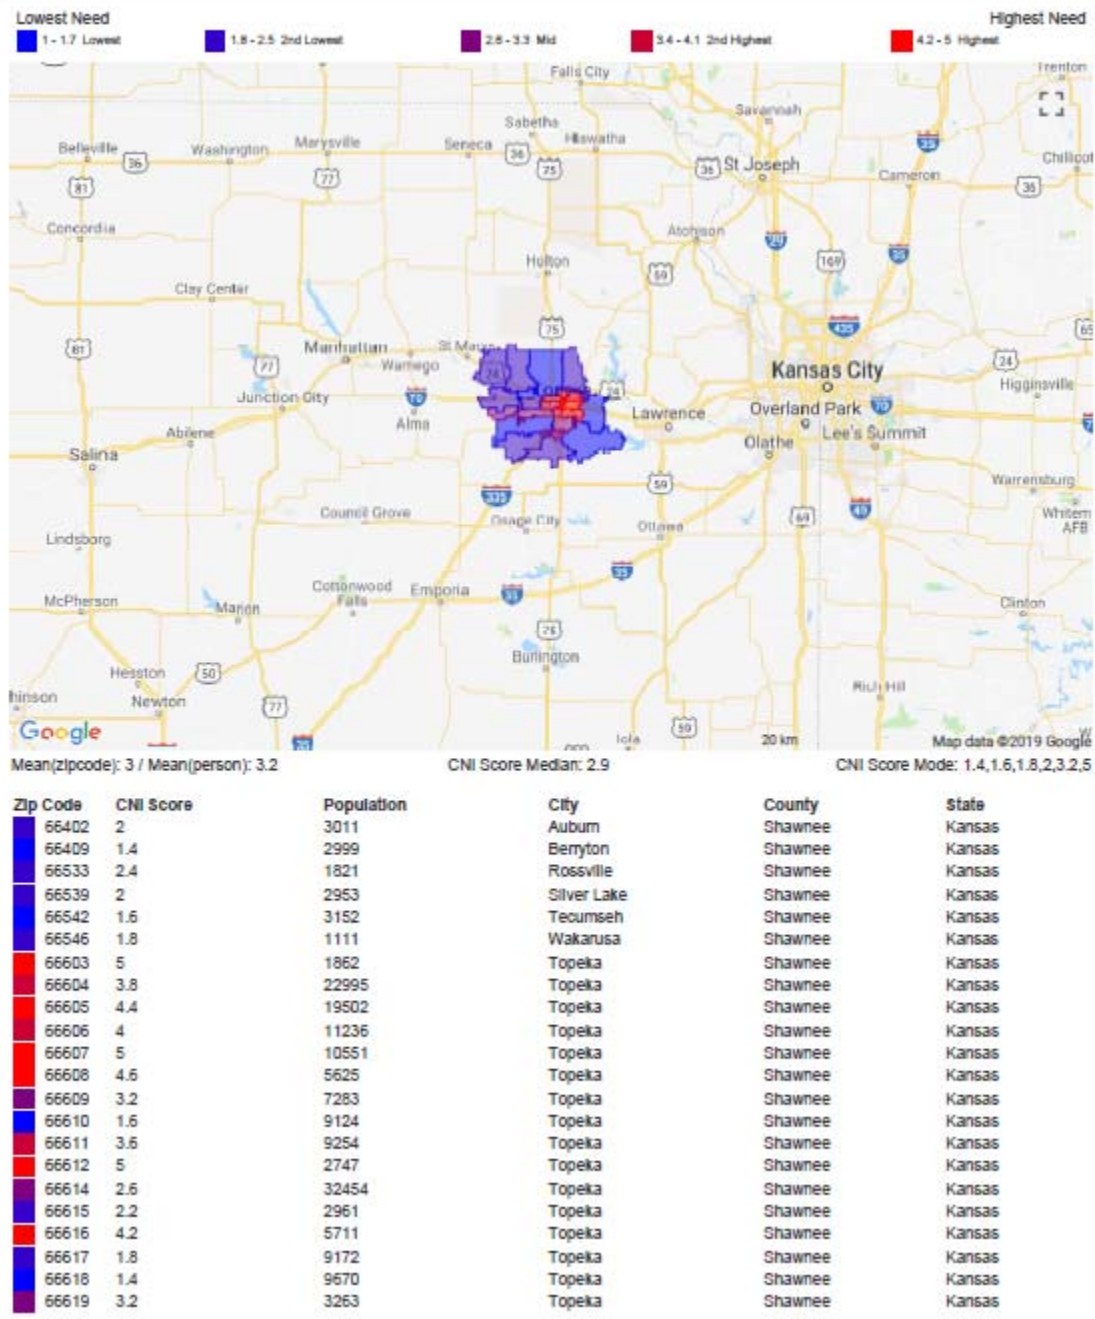 Lowest Need Highest Need
1 - 1.7 Lowest 1.8 - 2.5 2nd Lowest 2.6 - 3.3 Mid 3.4 - 4.1 2nd Highest 4.2 - 5 Highest
Falls City Trenton
Savannah
Sabetha
Belleville 36 Washington Marysville Seneca 36 Hiawatha 35
75 36 St Joseph Chillicot
81 77 Cameron 36
Concordia Atchison
29 169 35
Holton 59
Clay Center
75 435 65
81 Manhattan St Marys
77 Wamego 24 Kansas City 24
Junction City 70 24 Higginsville
Alma Lawrence Overland Park 70
Abilene Olathe Lee's Summit
Salina
335 59 Warrensburg
Council Grove Osage City 69 49 Whitem
Ottawa AFB
Lindsborg
35
Cottonwood
Falls Emporia 35
McPherson Marion Clinton
Burlington
Hesston 50
hinson Newton 77 Rich Hill
Google 59
Iola 20 km Map data ©2019 Google
Mean(zipcode): 3 / Mean(person): 3.2 CNI Score Median: 2.9 CNI Score Mode: 1.4,1.6,1.8,2,3.2,5
Zip Code CNI Score Population City County State
66402 2 3011 Auburn Shawnee Kansas
66409 1.4 2999 Berryton Shawnee Kansas
66533 2.4 1821 Rossville Shawnee Kansas
66539 2 2953 Silver Lake Shawnee Kansas
66542 1.6 3152 Tecumseh Shawnee Kansas
66546 1.8 1111 Wakarusa Shawnee Kansas
66603 5 1862 Topeka Shawnee Kansas
66604 3.8 22995 Topeka Shawnee Kansas
66605 4.4 19502 Topeka Shawnee Kansas
66606 4 11236 Topeka Shawnee Kansas
66607 5 10551 Topeka Shawnee Kansas
66608 4.6 5625 Topeka Shawnee Kansas
66609 3.2 7283 Topeka Shawnee Kansas
66610 1.6 9124 Topeka Shawnee Kansas
66611 3.6 9254 Topeka Shawnee Kansas
66612 5 2747 Topeka Shawnee Kansas
66614 2.6 32454 Topeka Shawnee Kansas
66615 2.2 2961 Topeka Shawnee Kansas
66616 4.2 5711 Topeka Shawnee Kansas
66617 1.8 9172 Topeka Shawnee Kansas
66618 1.4 9670 Topeka Shawnee Kansas
66619 3.2 3263 Topeka Shawnee Kansas